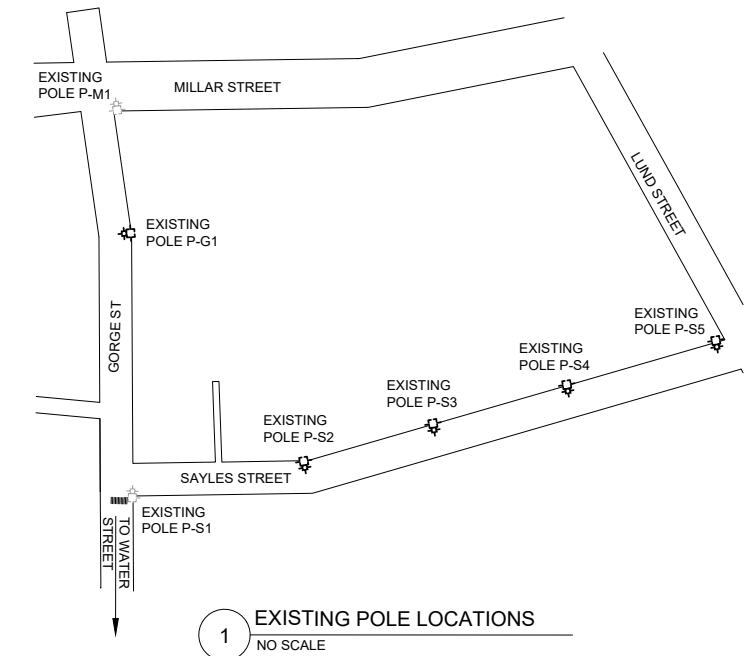 EXISTING
POLE P-M1
MILLAR STREET
LUND STREET
EXISTING
POLE P-G1
GORGE ST
EXISTING
POLE P-S5
EXISTING
POLE P-S4
EXISTING
POLE P-S3
EXISTING
POLE P-S2
SAYLES STREET
EXISTING
POLE P-S1
TO WATER
STREET
1
EXISTING POLE LOCATIONS
NO SCALE